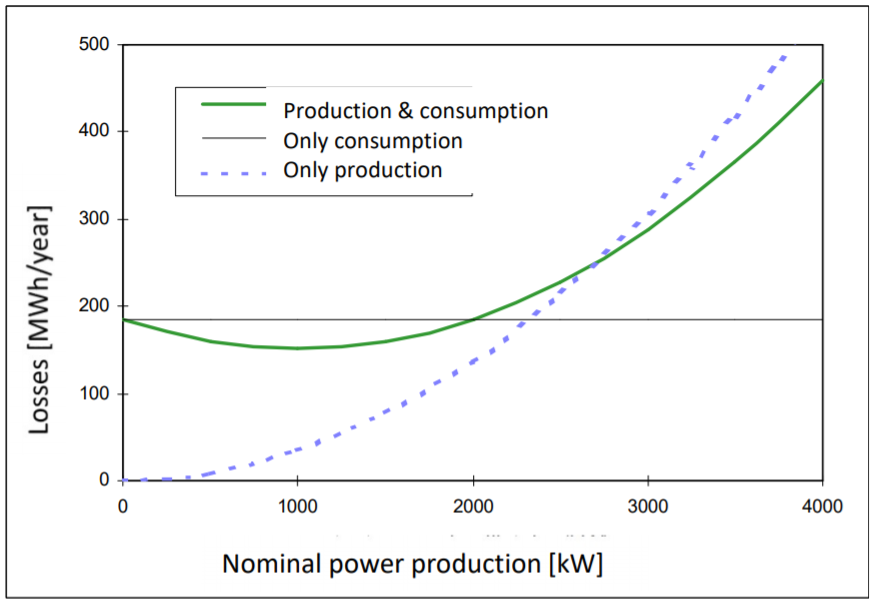 500
400
300
200
100
0
Losses [MWh/year]
Production & consumption
Only consumption
Only production
0 1000 2000 3000 4000
Nominal power production [kW]